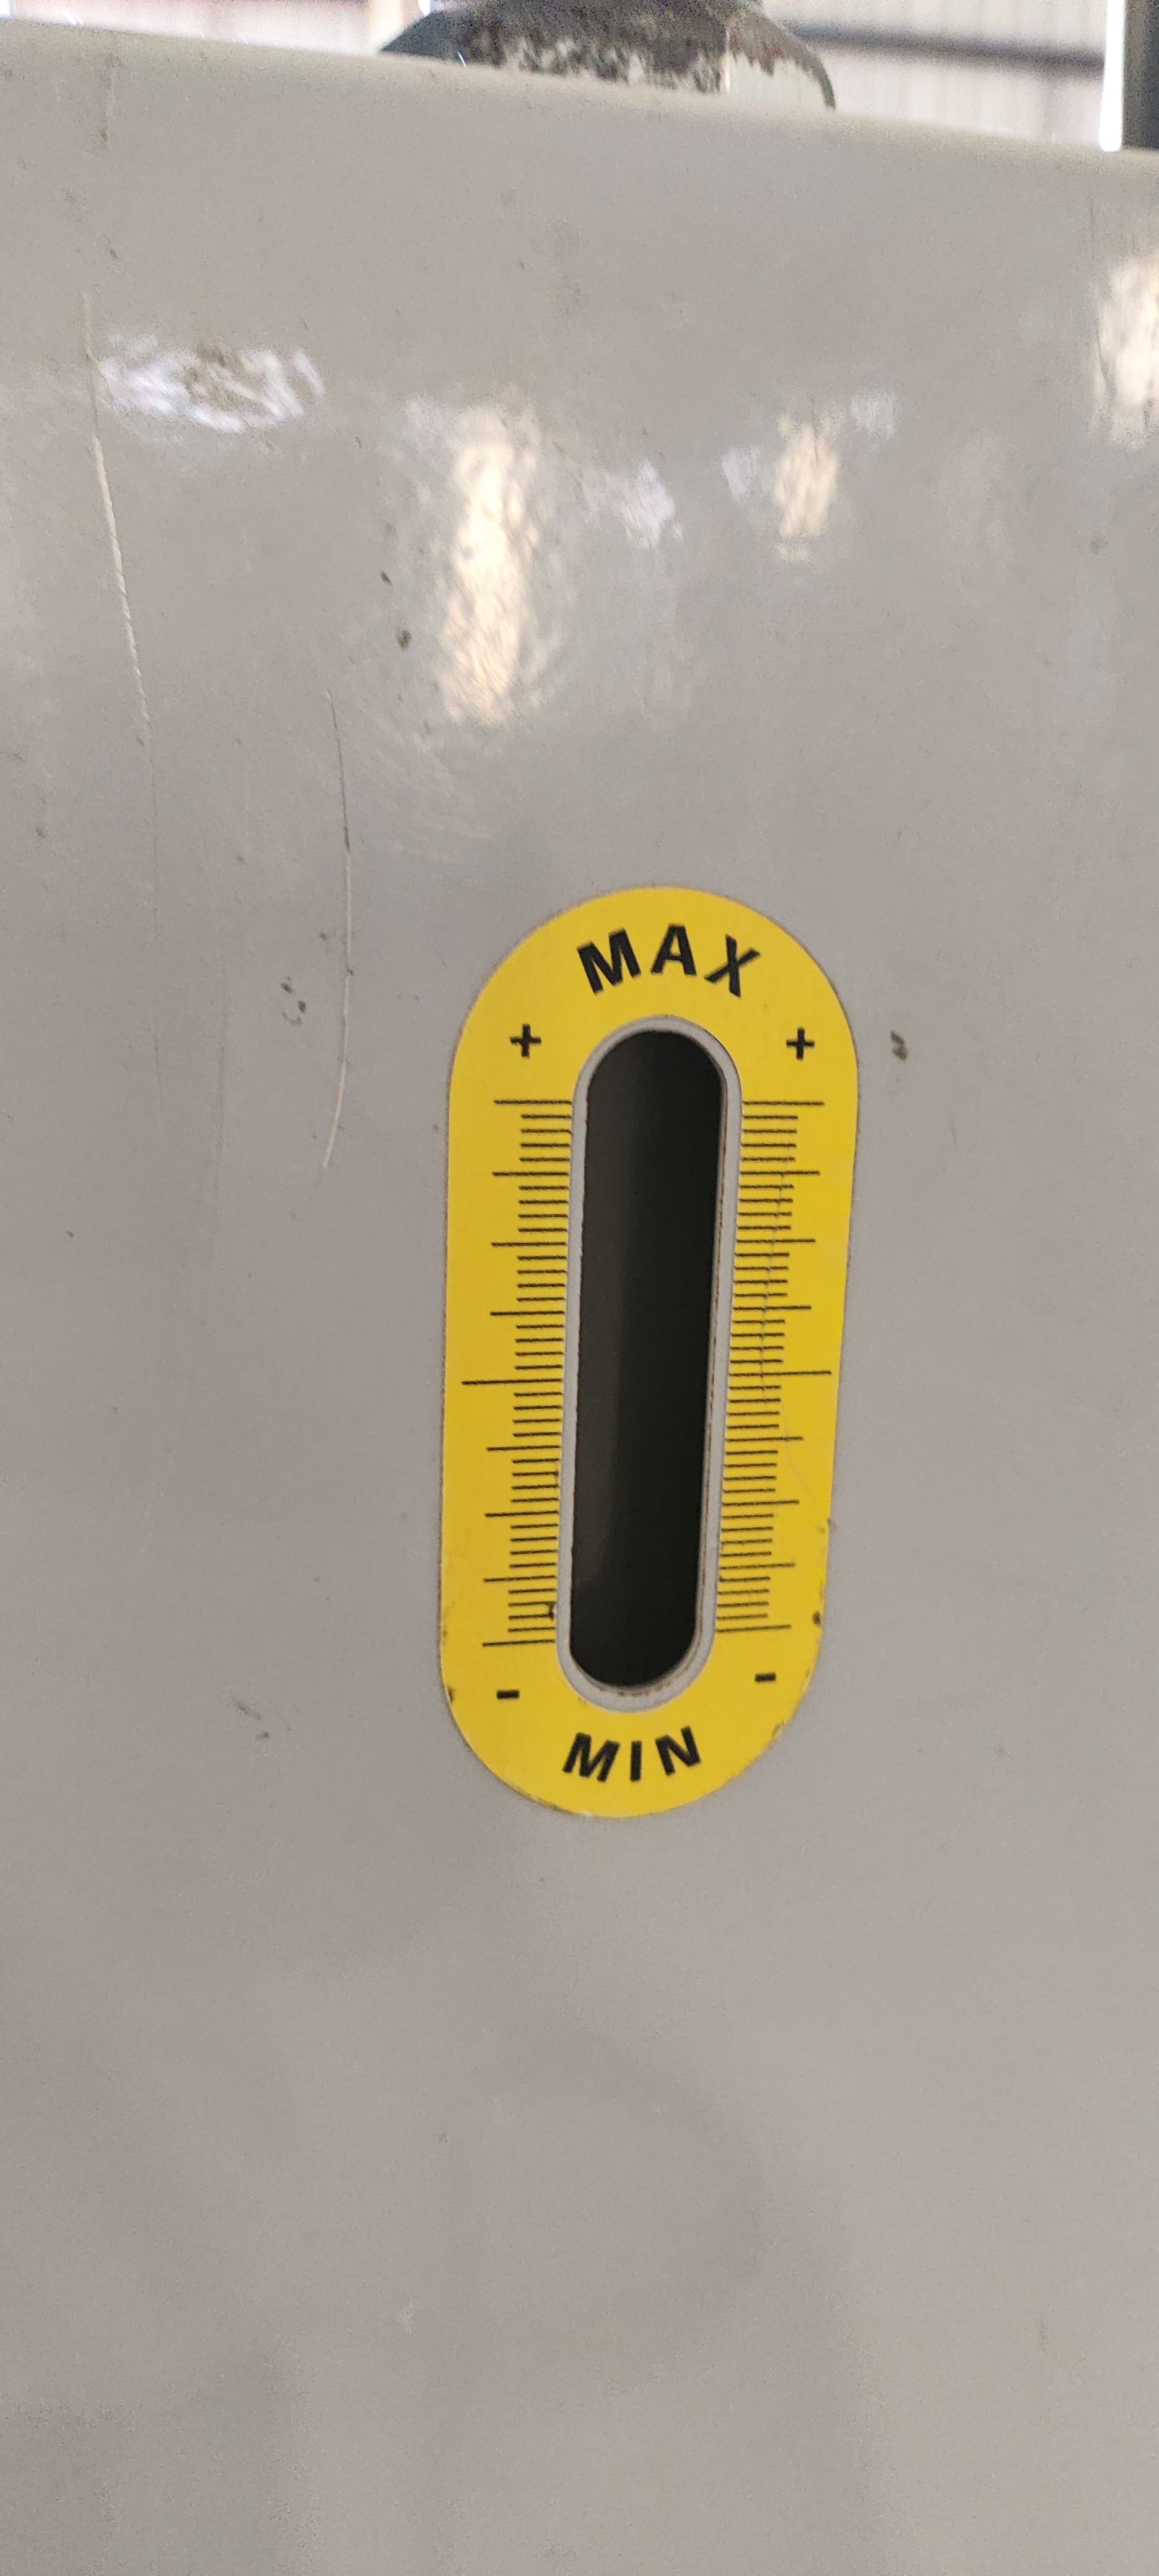 MAX
+ +
- -
MIN